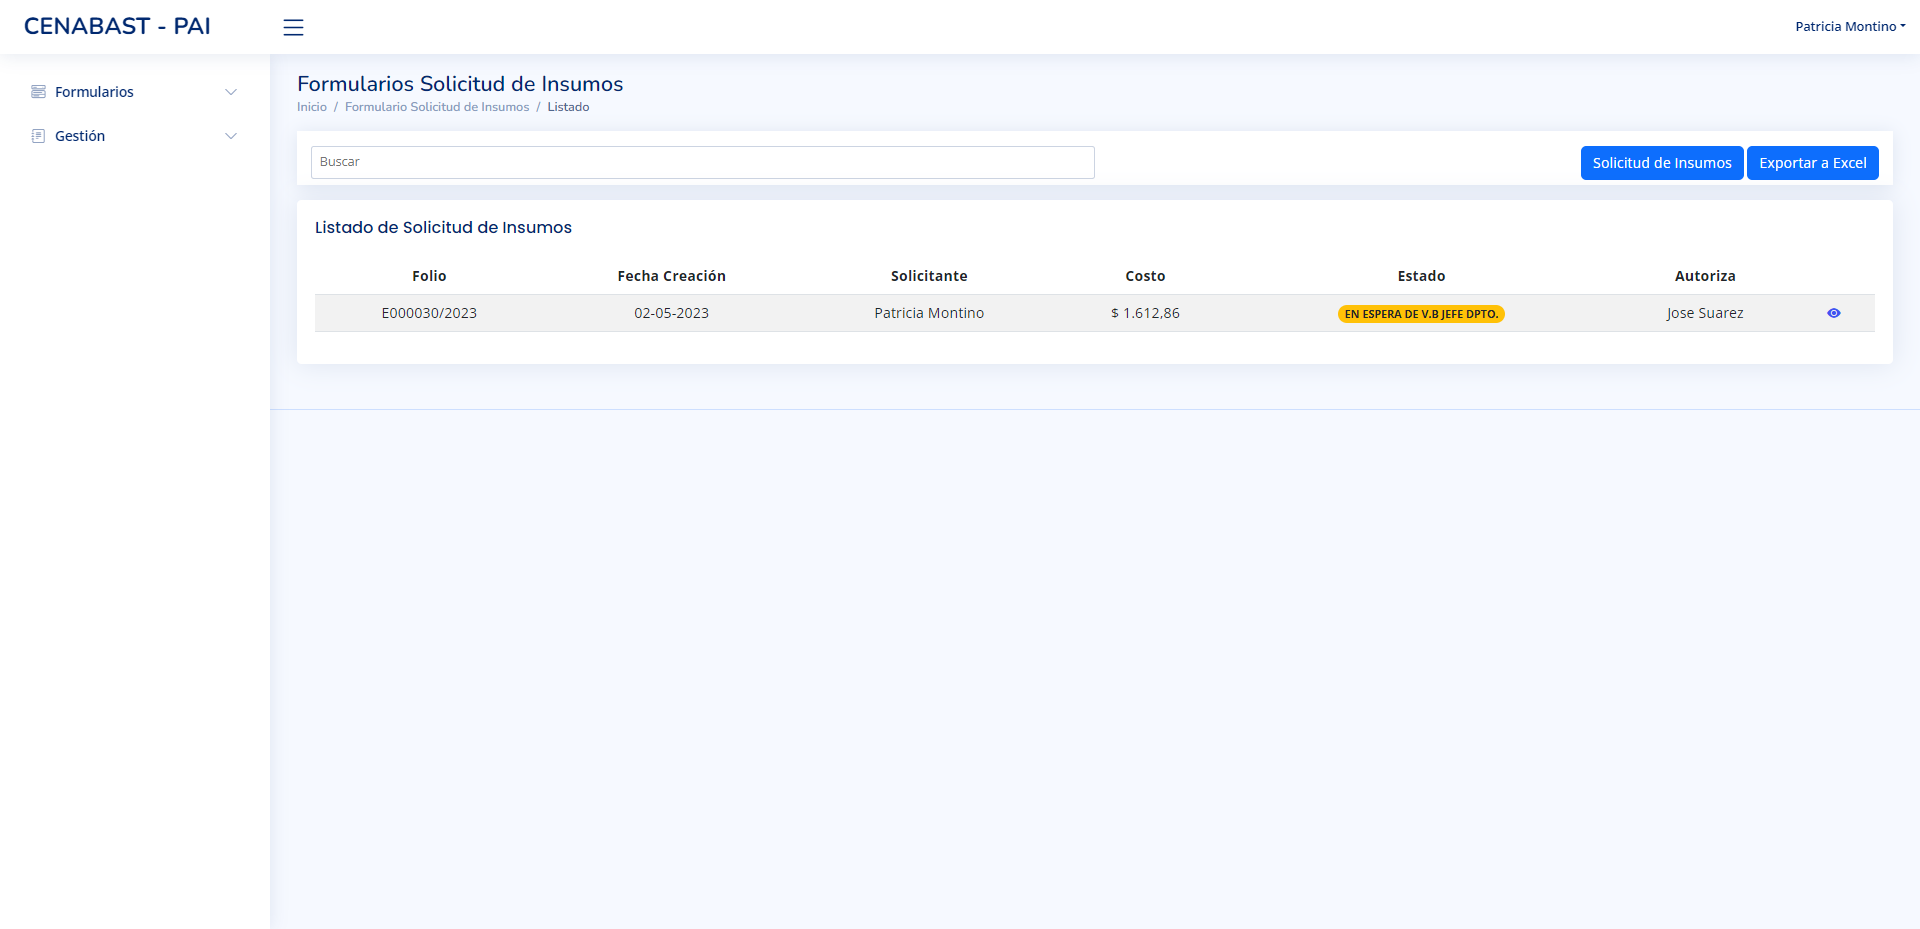 CENABAST - PAI
Patricia Montino
Formularios
Gestión
Formularios Solicitud de Insumos
Inicio / Formulario Solicitud de Insumos / Listado
Buscar
Solicitud de Insumos
Exportar a Excel
Listado de Solicitud de Insumos
Folio Fecha Creación Solicitante Costo Estado Autoriza
E000030/2023 02-05-2023 Patricia Montino $ 1.612,86 EN ESPERA DE V.B JEFE DPTO. Jose Suarez